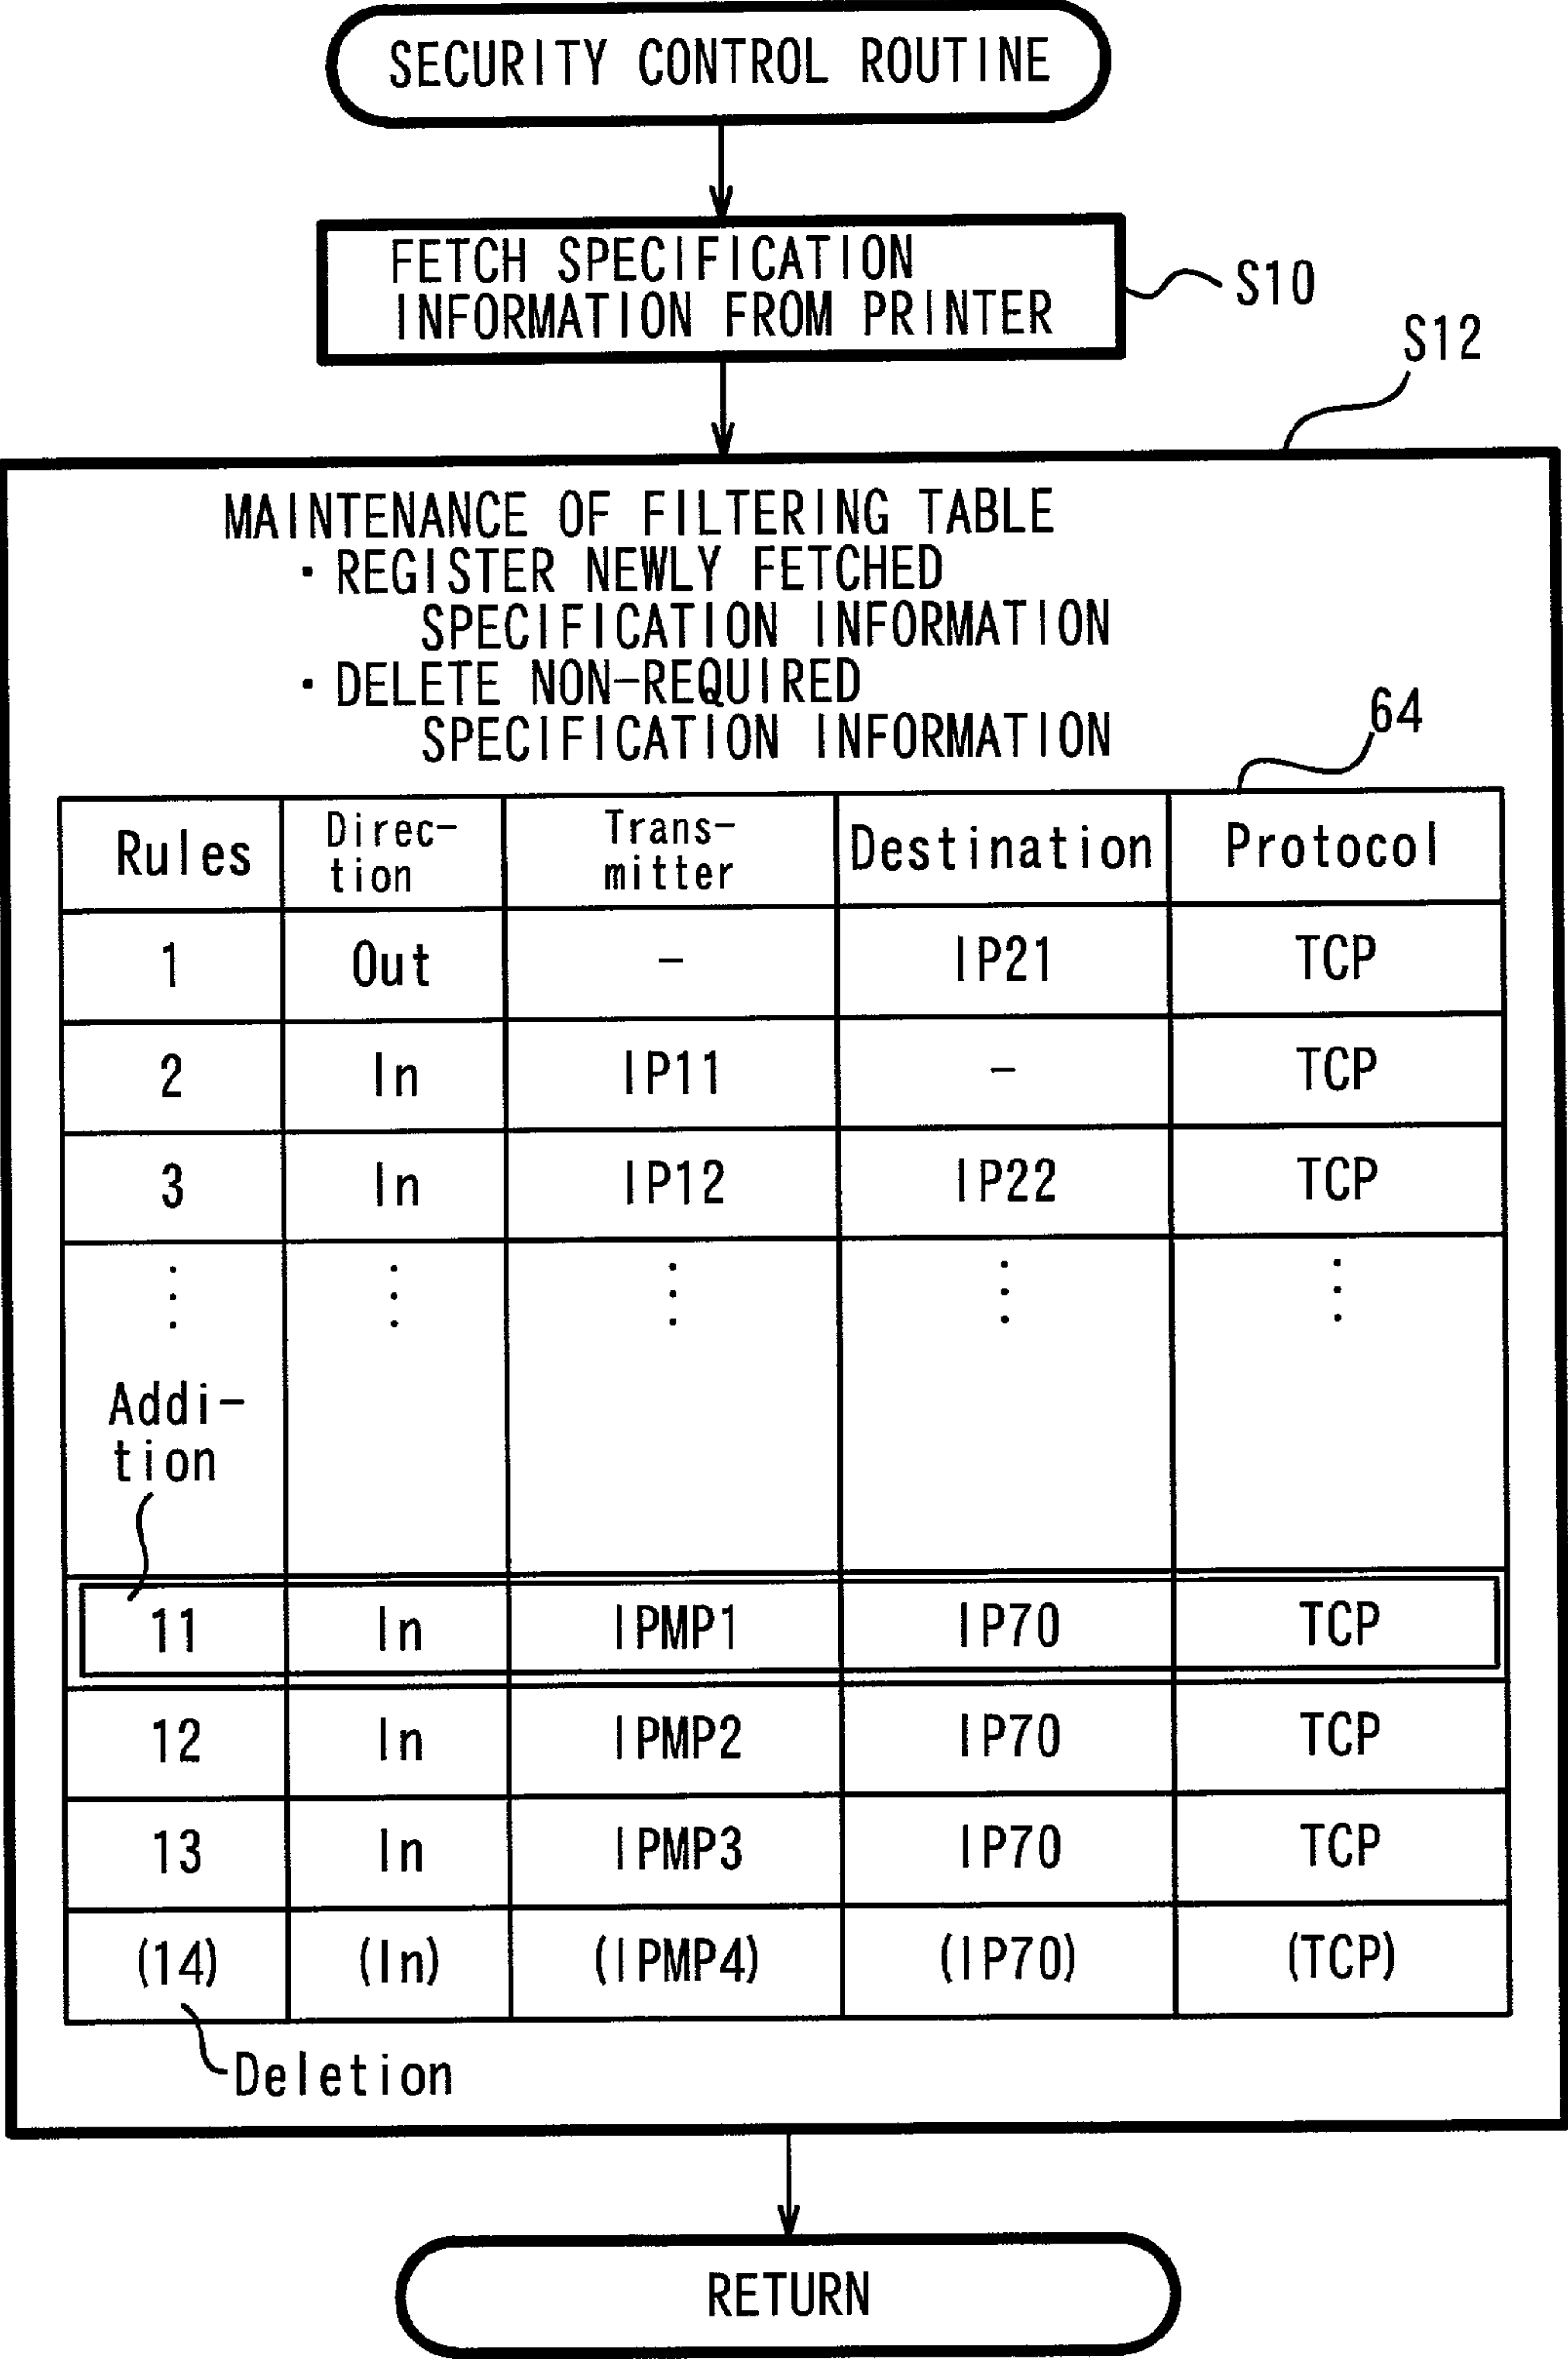 SECURITY CONTROL ROUTINE
FETCH SPECIFICATION
INFORMATION FROM PRINTER
S10
S12
MAINTENANCE OF FILTERING TABLE
・REGISTER NEWLY FETCHED
SPECIFICATION INFORMATION
・DELETE NON-REQUIRED
SPECIFICATION INFORMATION
64
Rules Direc- Trans- Destination Protocol
tion mitter
1 Out - IP21 TCP
2 In IP11 - TCP
3 In IP12 IP22 TCP
⋮ ⋮ ⋮ ⋮ ⋮
Addi-
tion
11 In IPMP1 IP70 TCP
12 In IPMP2 IP70 TCP
13 In IPMP3 IP70 TCP
(14) (In) (IPMP4) (IP70) (TCP)
Deletion
RETURN